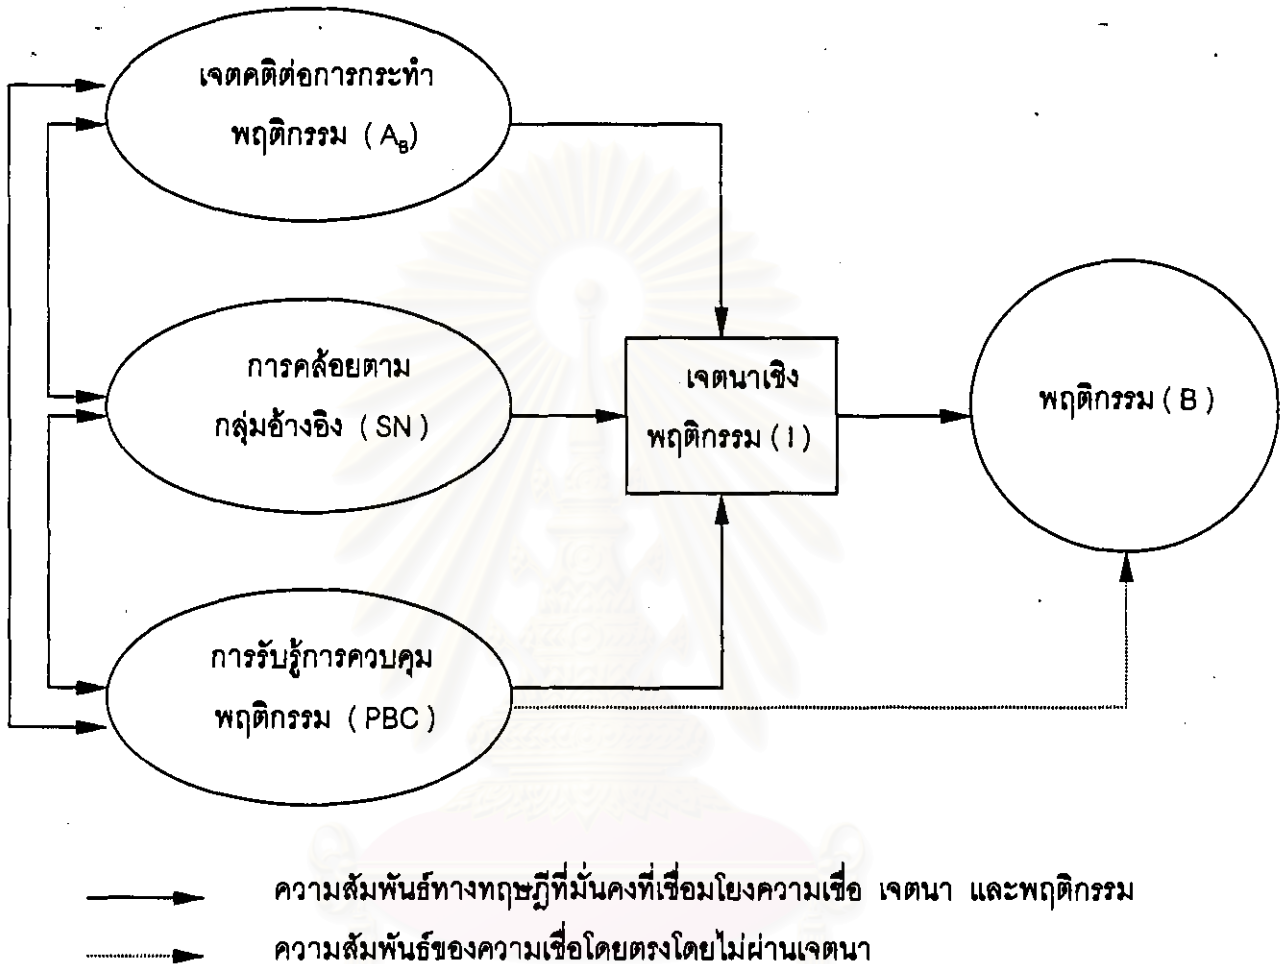 เจตคติต่อการกระทำ
พฤติกรรม (A_B)
การคล้อยตาม
กลุ่มอ้างอิง (SN)
เจตนาเชิง
พฤติกรรม (I)
พฤติกรรม (B)
การรับรู้การควบคุม
พฤติกรรม (PBC)
ความสัมพันธ์ทางทฤษฎีที่มั่นคงที่เชื่อมโยงความเชื่อ เจตนา และพฤติกรรม
ความสัมพันธ์ของความเชื่อโดยตรงโดยไม่ผ่านเจตนา